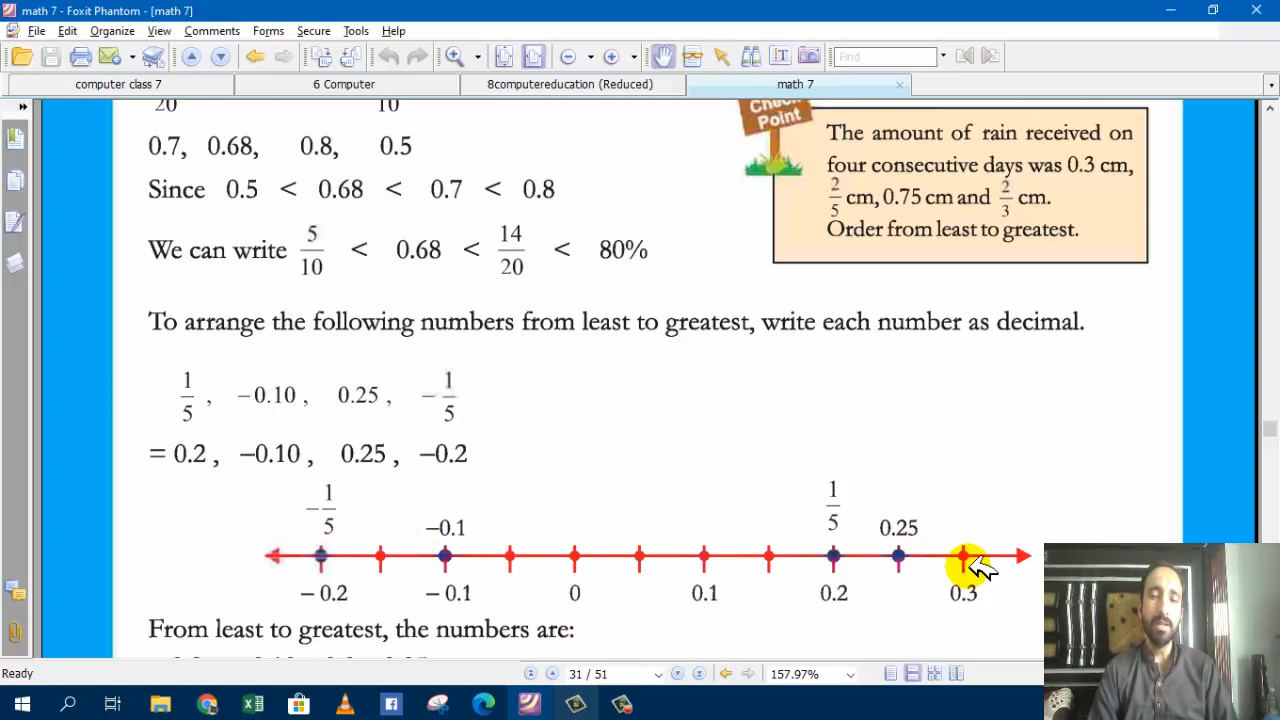 math 7 - Foxit Phantom - [math 7]
File Edit Organize View Comments Forms Secure Tools Help
Find
computer class 7 6 Computer 8computereducation (Reduced) math 7
20 10
0.7, 0.68, 0.8, 0.5
Since 0.5 < 0.68 < 0.7 < 0.8
We can write 5/10 < 0.68 < 14/20 < 80%
Check
Point
The amount of rain received on
four consecutive days was 0.3 cm,
2/5 cm, 0.75 cm and 2/3 cm.
Order from least to greatest.
To arrange the following numbers from least to greatest, write each number as decimal.
1/5 , −0.10 , 0.25 , −1/5
= 0.2 , −0.10 , 0.25 , −0.2
−1/5 −0.1 1/5 0.25
− 0.2 − 0.1 0 0.1 0.2 0.3
From least to greatest, the numbers are:
Ready 31 / 51 157.97%